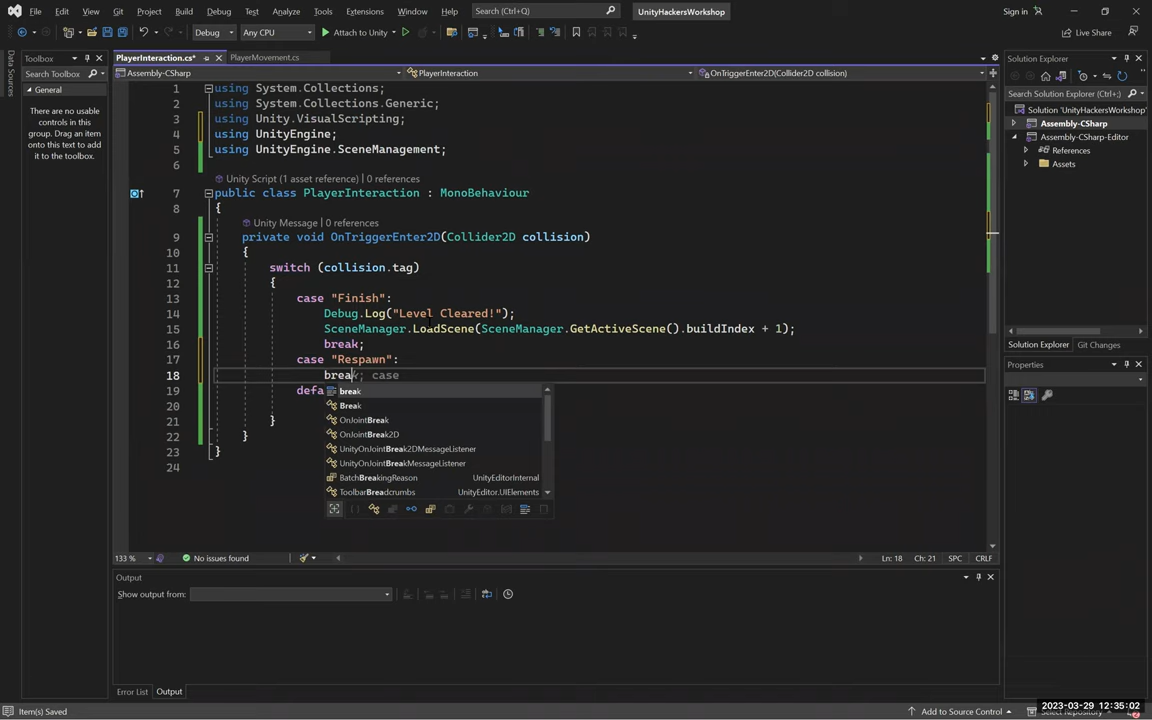 File Edit View Git Project Build Debug Test Analyze Tools Extensions Window Help Search (Ctrl+Q) UnityHackersWorkshop Sign in
Debug Any CPU Attach to Unity Live Share
Data Sources
Toolbox
Search Toolbox
General
There are no usable controls in this group. Drag an item onto this text to add it to the toolbox.
PlayerInteraction.cs* PlayerMovement.cs
Assembly-CSharp PlayerInteraction OnTriggerEnter2D(Collider2D collision)
1 using System.Collections;
2 using System.Collections.Generic;
3 using Unity.VisualScripting;
4 using UnityEngine;
5 using UnityEngine.SceneManagement;
6
Unity Script (1 asset reference) | 0 references
7 public class PlayerInteraction : MonoBehaviour
8 {
Unity Message | 0 references
9 private void OnTriggerEnter2D(Collider2D collision)
10 {
11 switch (collision.tag)
12 {
13 case "Finish":
14 Debug.Log("Level Cleared!");
15 SceneManager.LoadScene(SceneManager.GetActiveScene().buildIndex + 1);
16 break;
17 case "Respawn":
18 break; case
19 defa
20
21 }
22 }
23 }
24
break
Break
OnJointBreak
OnJointBreak2D
UnityOnJointBreak2DMessageListener
UnityOnJointBreakMessageListener
BatchBreakingReason UnityEditorInternal
ToolbarBreadcrumbs UnityEditor.UIElements
133 % No issues found Ln: 18 Ch: 21 SPC CRLF
Output
Show output from:
Error List Output
Solution Explorer
Search Solution Explorer (Ctrl+;)
Solution 'UnityHackersWorkshop'
Assembly-CSharp
Assembly-CSharp-Editor
References
Assets
Solution Explorer Git Changes
Properties
Item(s) Saved Add to Source Control Select Repository
2023-03-29 12:35:02